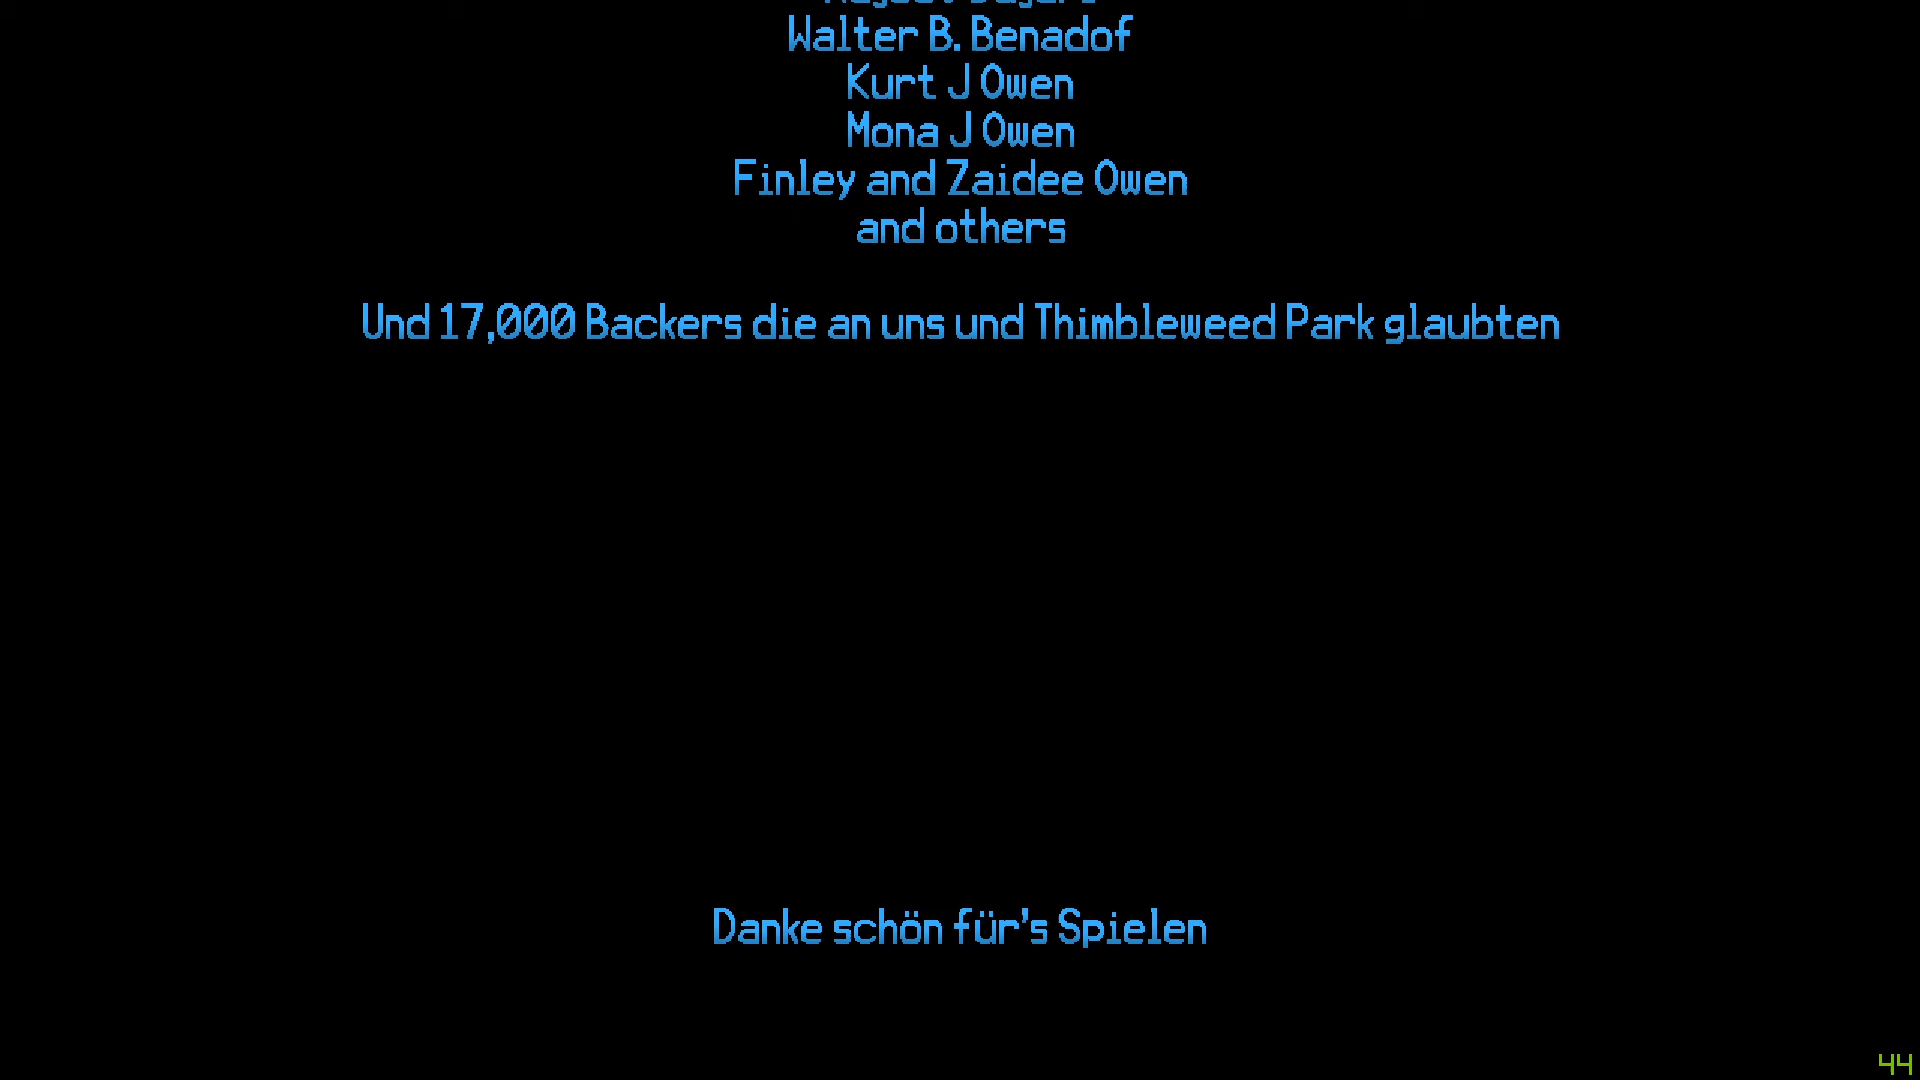 Walter B. Benadof
Kurt J Owen
Mona J Owen
Finley and Zaidee Owen
and others
Und 17,000 Backers die an uns und Thimbleweed Park glaubten
Danke schön für's Spielen
44